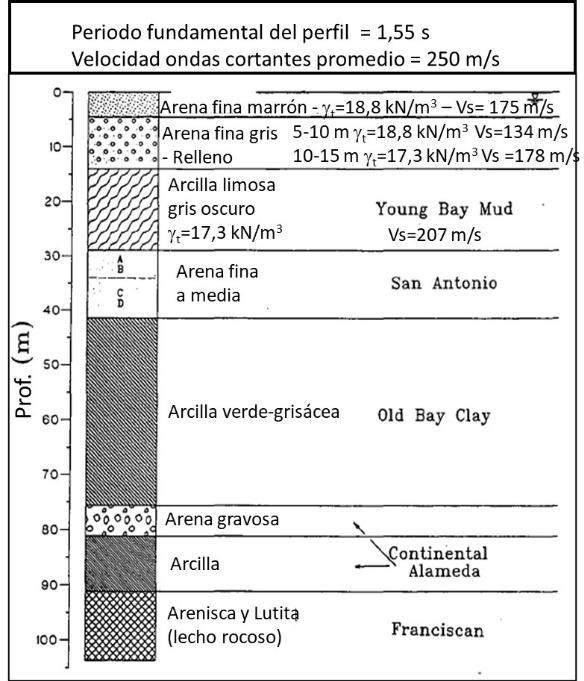 Periodo fundamental del perfil = 1,55 s
Velocidad ondas cortantes promedio = 250 m/s
0
Arena fina marrón - γt=18,8 kN/m³ – Vs= 175 m/s
Arena fina gris 5-10 m γt=18,8 kN/m³ Vs=134 m/s
10
- Relleno 10-15 m γt=17,3 kN/m³ Vs =178 m/s
Arcilla limosa
20
gris oscuro Young Bay Mud
γt=17,3 kN/m³ Vs=207 m/s
30
A
B
Arena fina
a media San Antonio
C
D
40
Prof. (m)
50
60
Arcilla verde-grisácea Old Bay Clay
70
Arena gravosa
80
Continental
Arcilla Alameda
90
Arenisca y Lutita
(lecho rocoso) Franciscan
100